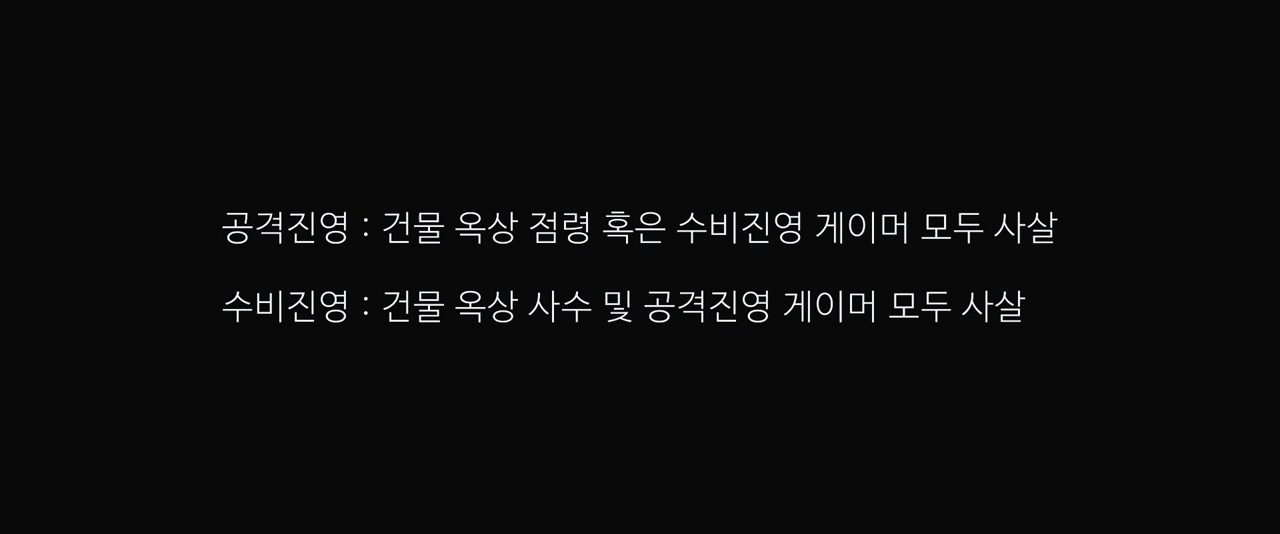 공격진영 : 건물 옥상 점령 혹은 수비진영 게이머 모두 사살
수비진영 : 건물 옥상 사수 및 공격진영 게이머 모두 사살